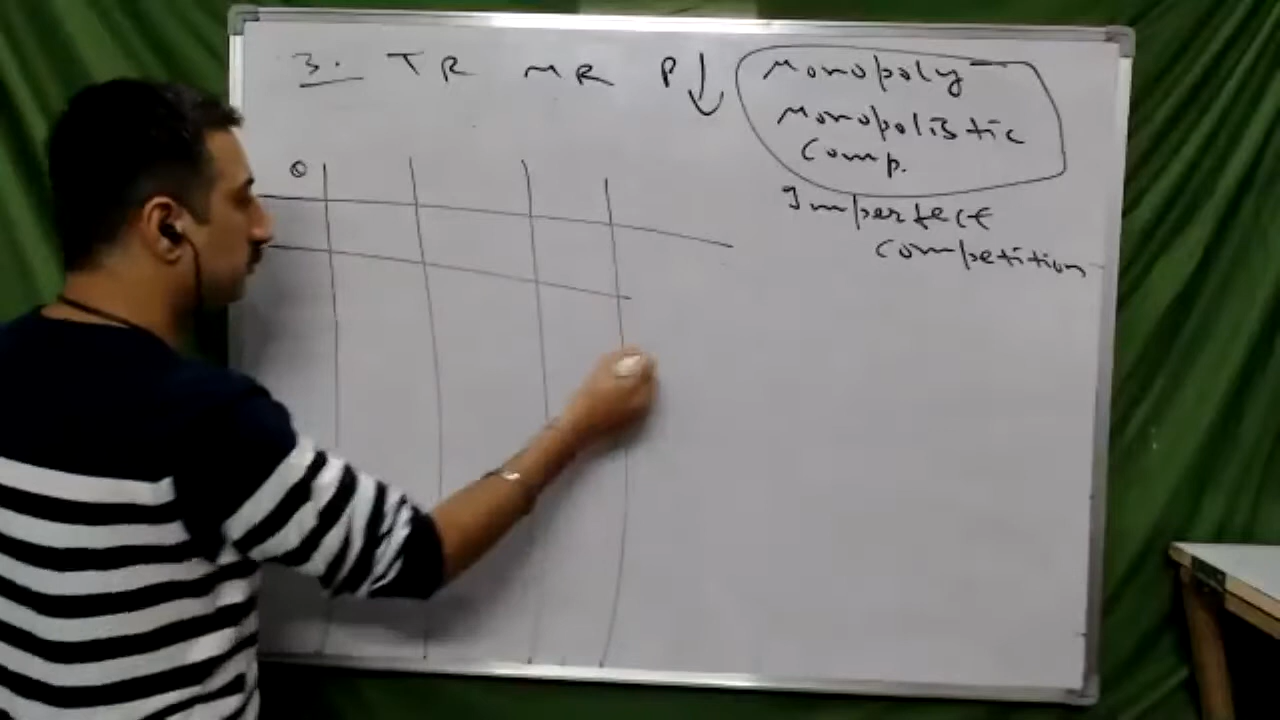 3. TR MR P↓
Monopoly
Monopolistic
Comp.
Imperfect
competition
Q